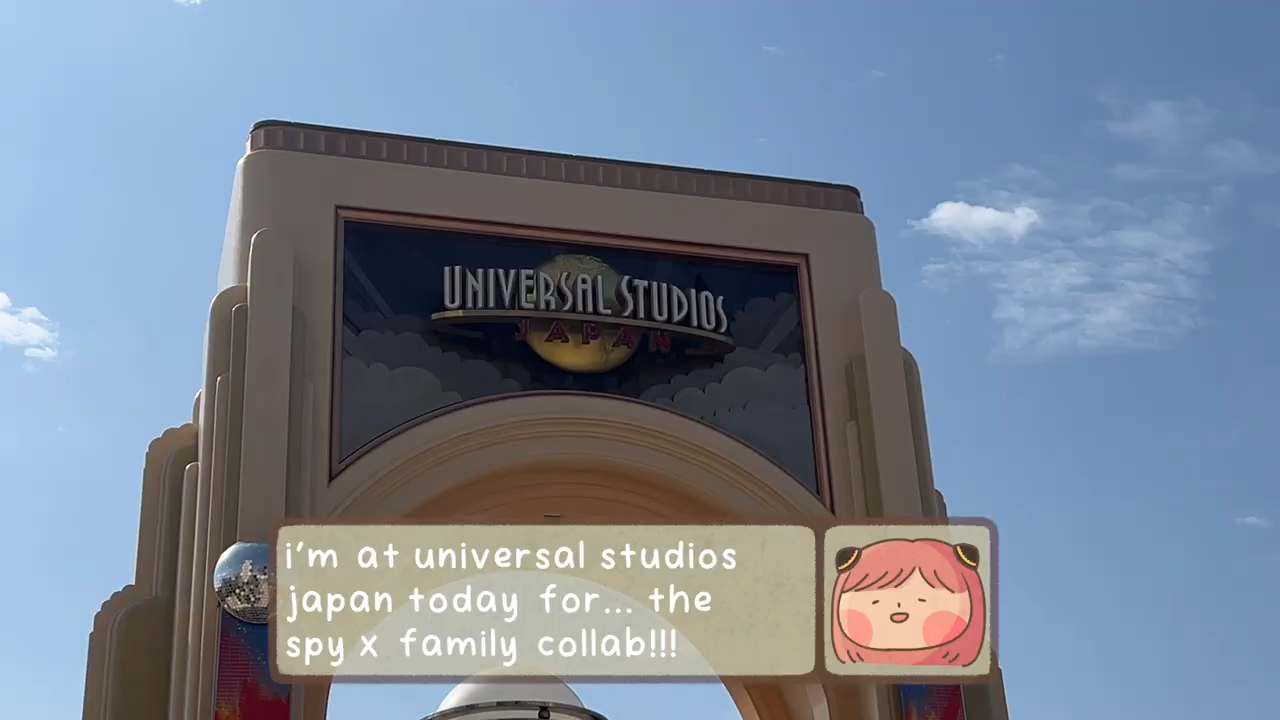 UNIVERSAL STUDIOS
JAPAN
i'm at universal studios
japan today for... the
spy x family collab!!!